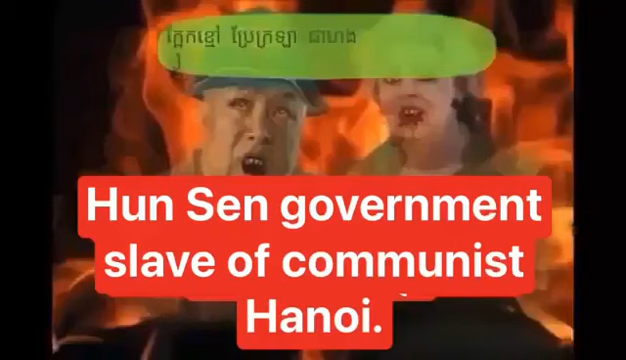 ក្អែកខ្មៅ ប្រែក្រឡា ជាហង
ៗ
Hun Sen government
slave of communist
Hanoi.